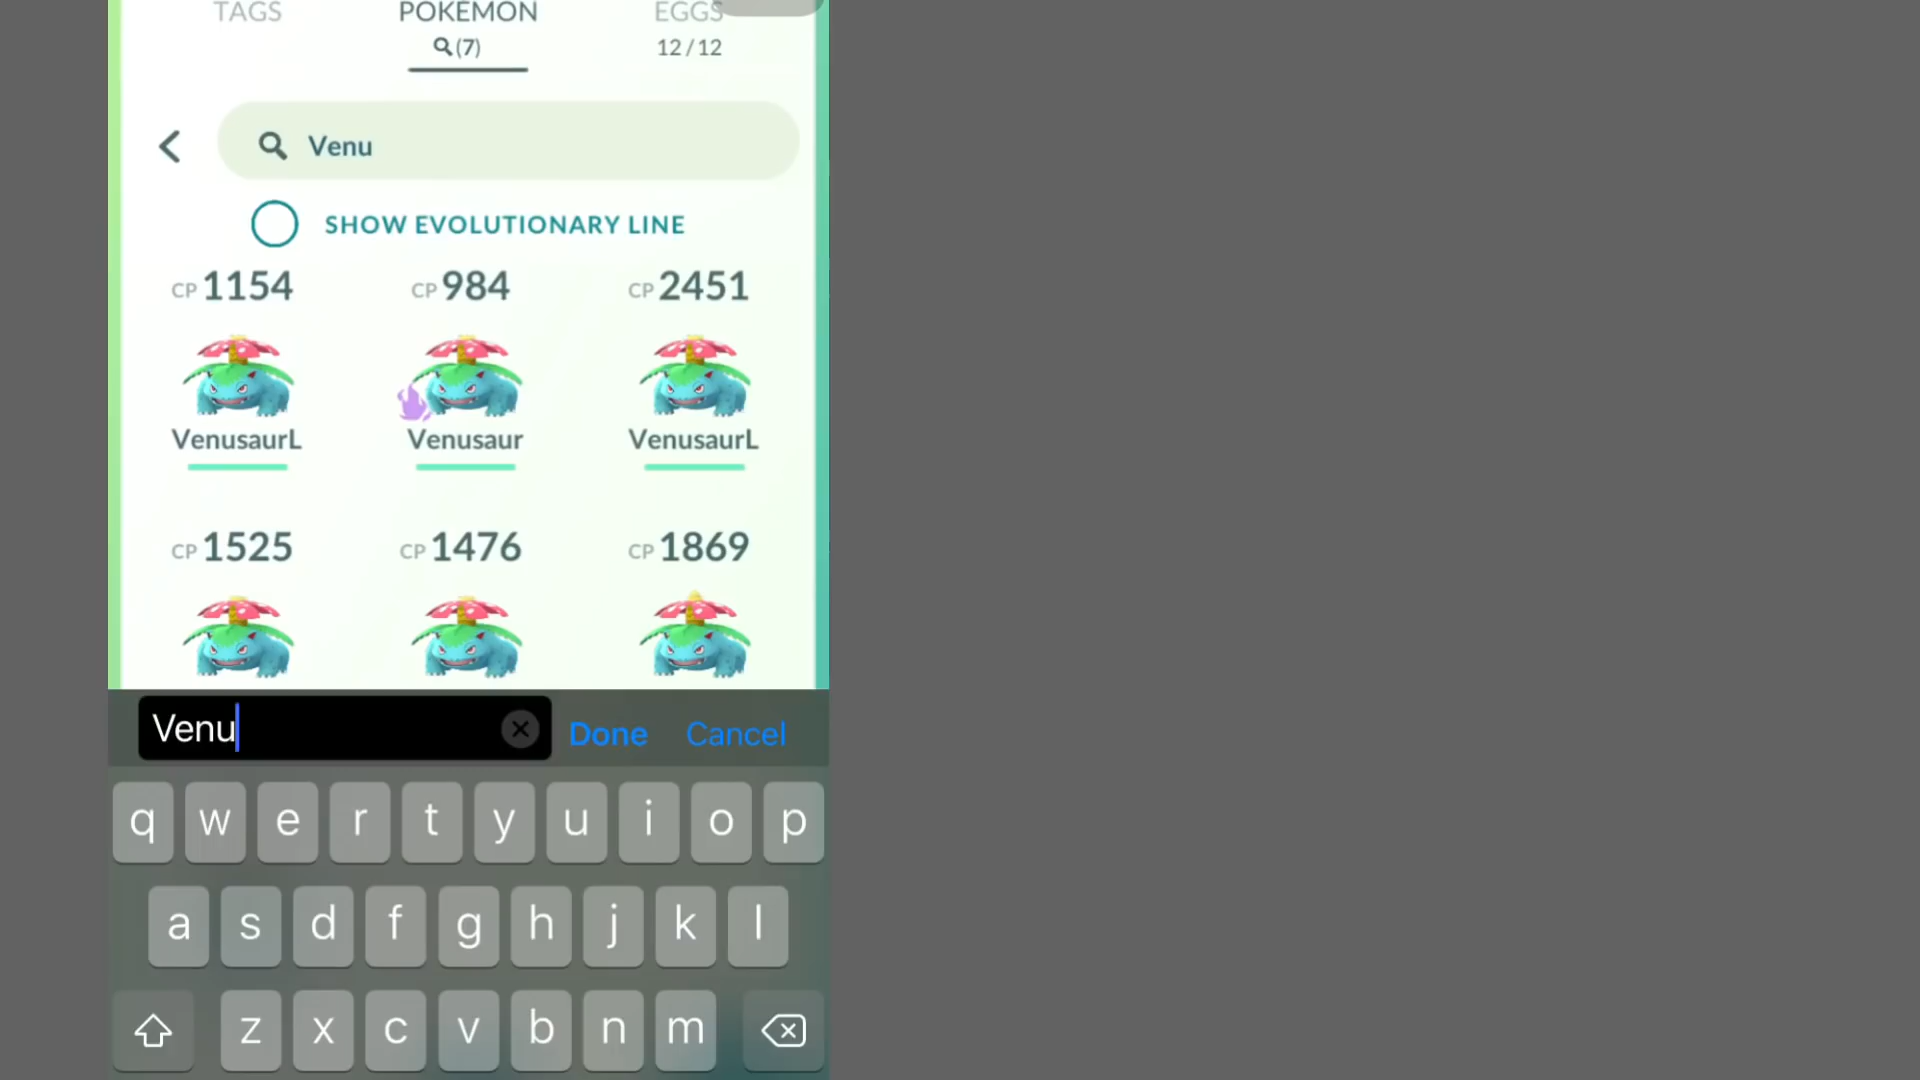 TAGS POKÉMON EGGS
(7) 12 / 12
Venu
SHOW EVOLUTIONARY LINE
CP 1154 CP 984 CP 2451
VenusaurL Venusaur VenusaurL
CP 1525 CP 1476 CP 1869
Venu Done Cancel
q w e r t y u i o p
a s d f g h j k l
z x c v b n m